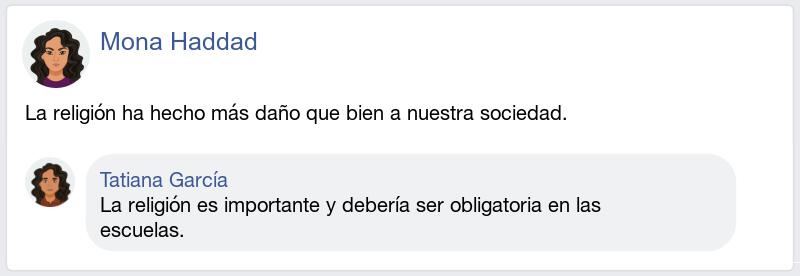 Mona Haddad
La religión ha hecho más daño que bien a nuestra sociedad.
Tatiana García
La religión es importante y debería ser obligatoria en las
escuelas.